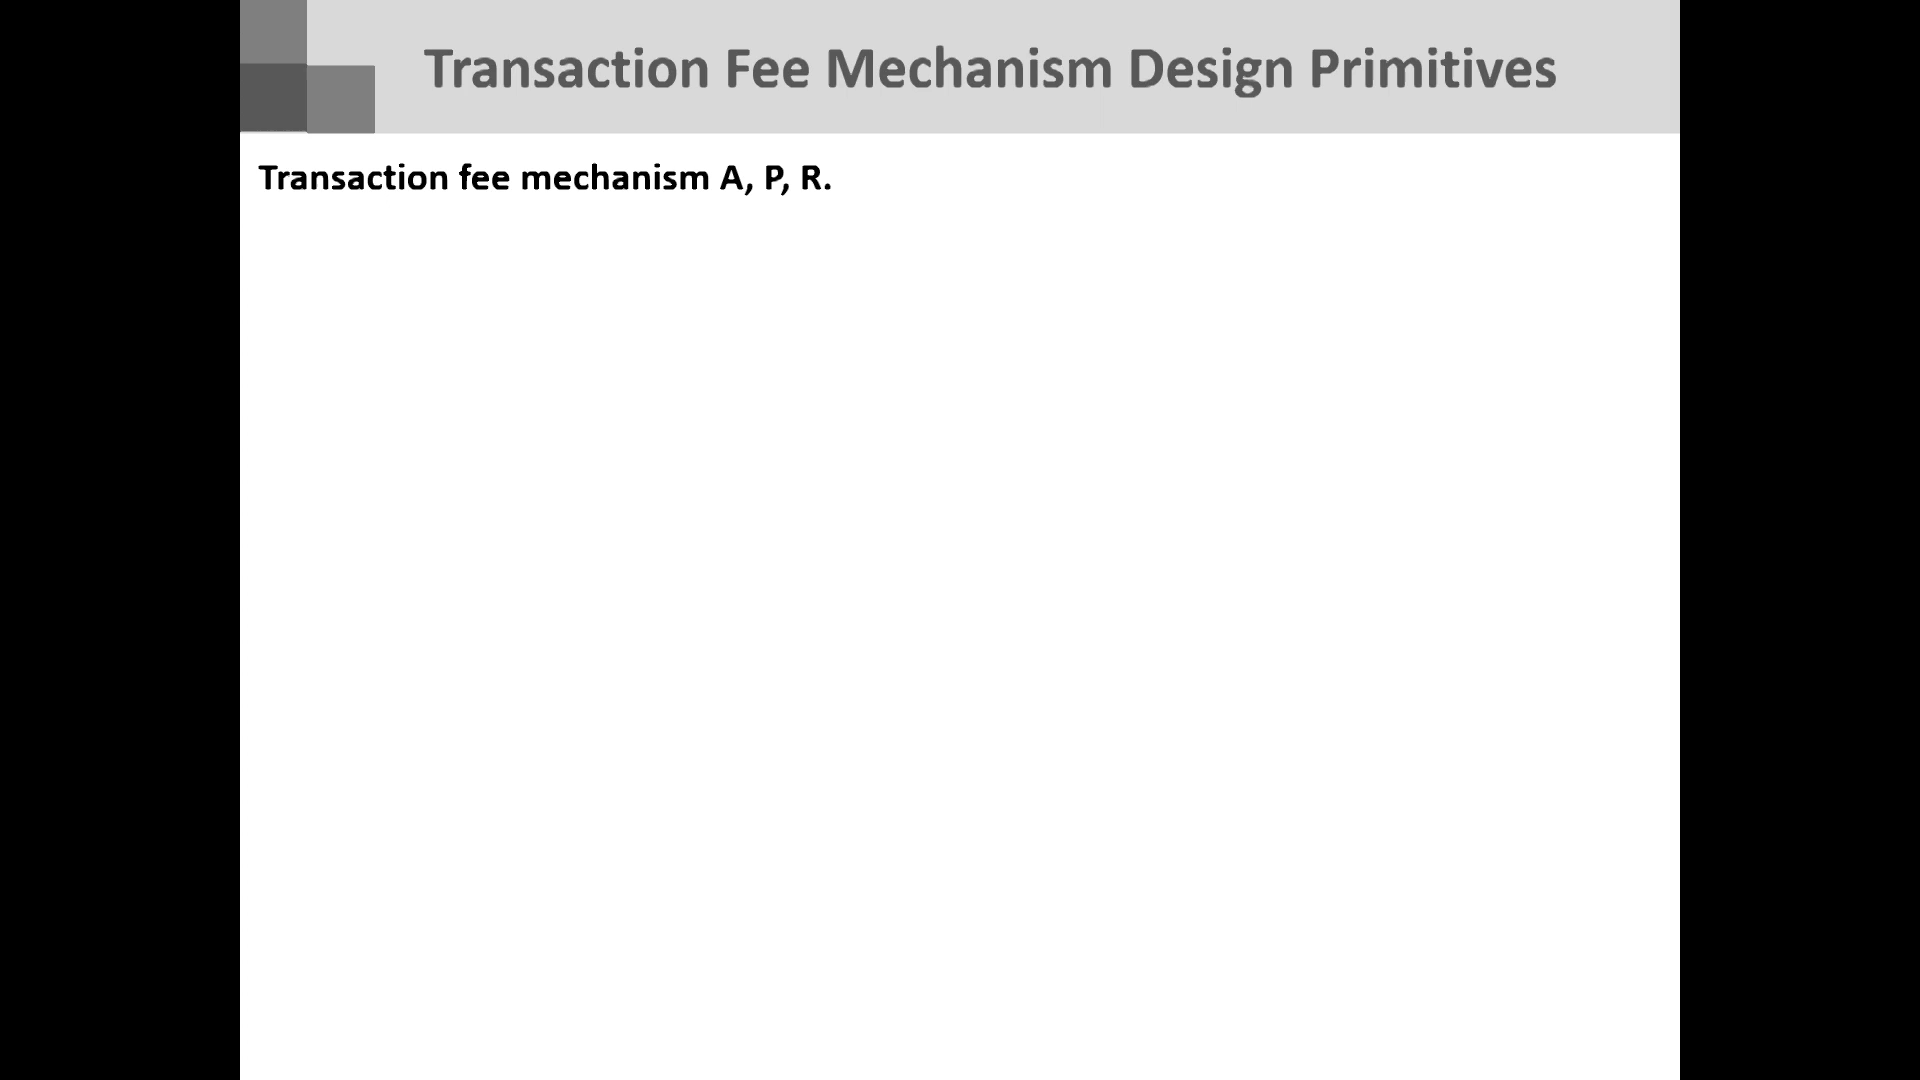 Transaction Fee Mechanism Design Primitives
Transaction fee mechanism A, P, R.